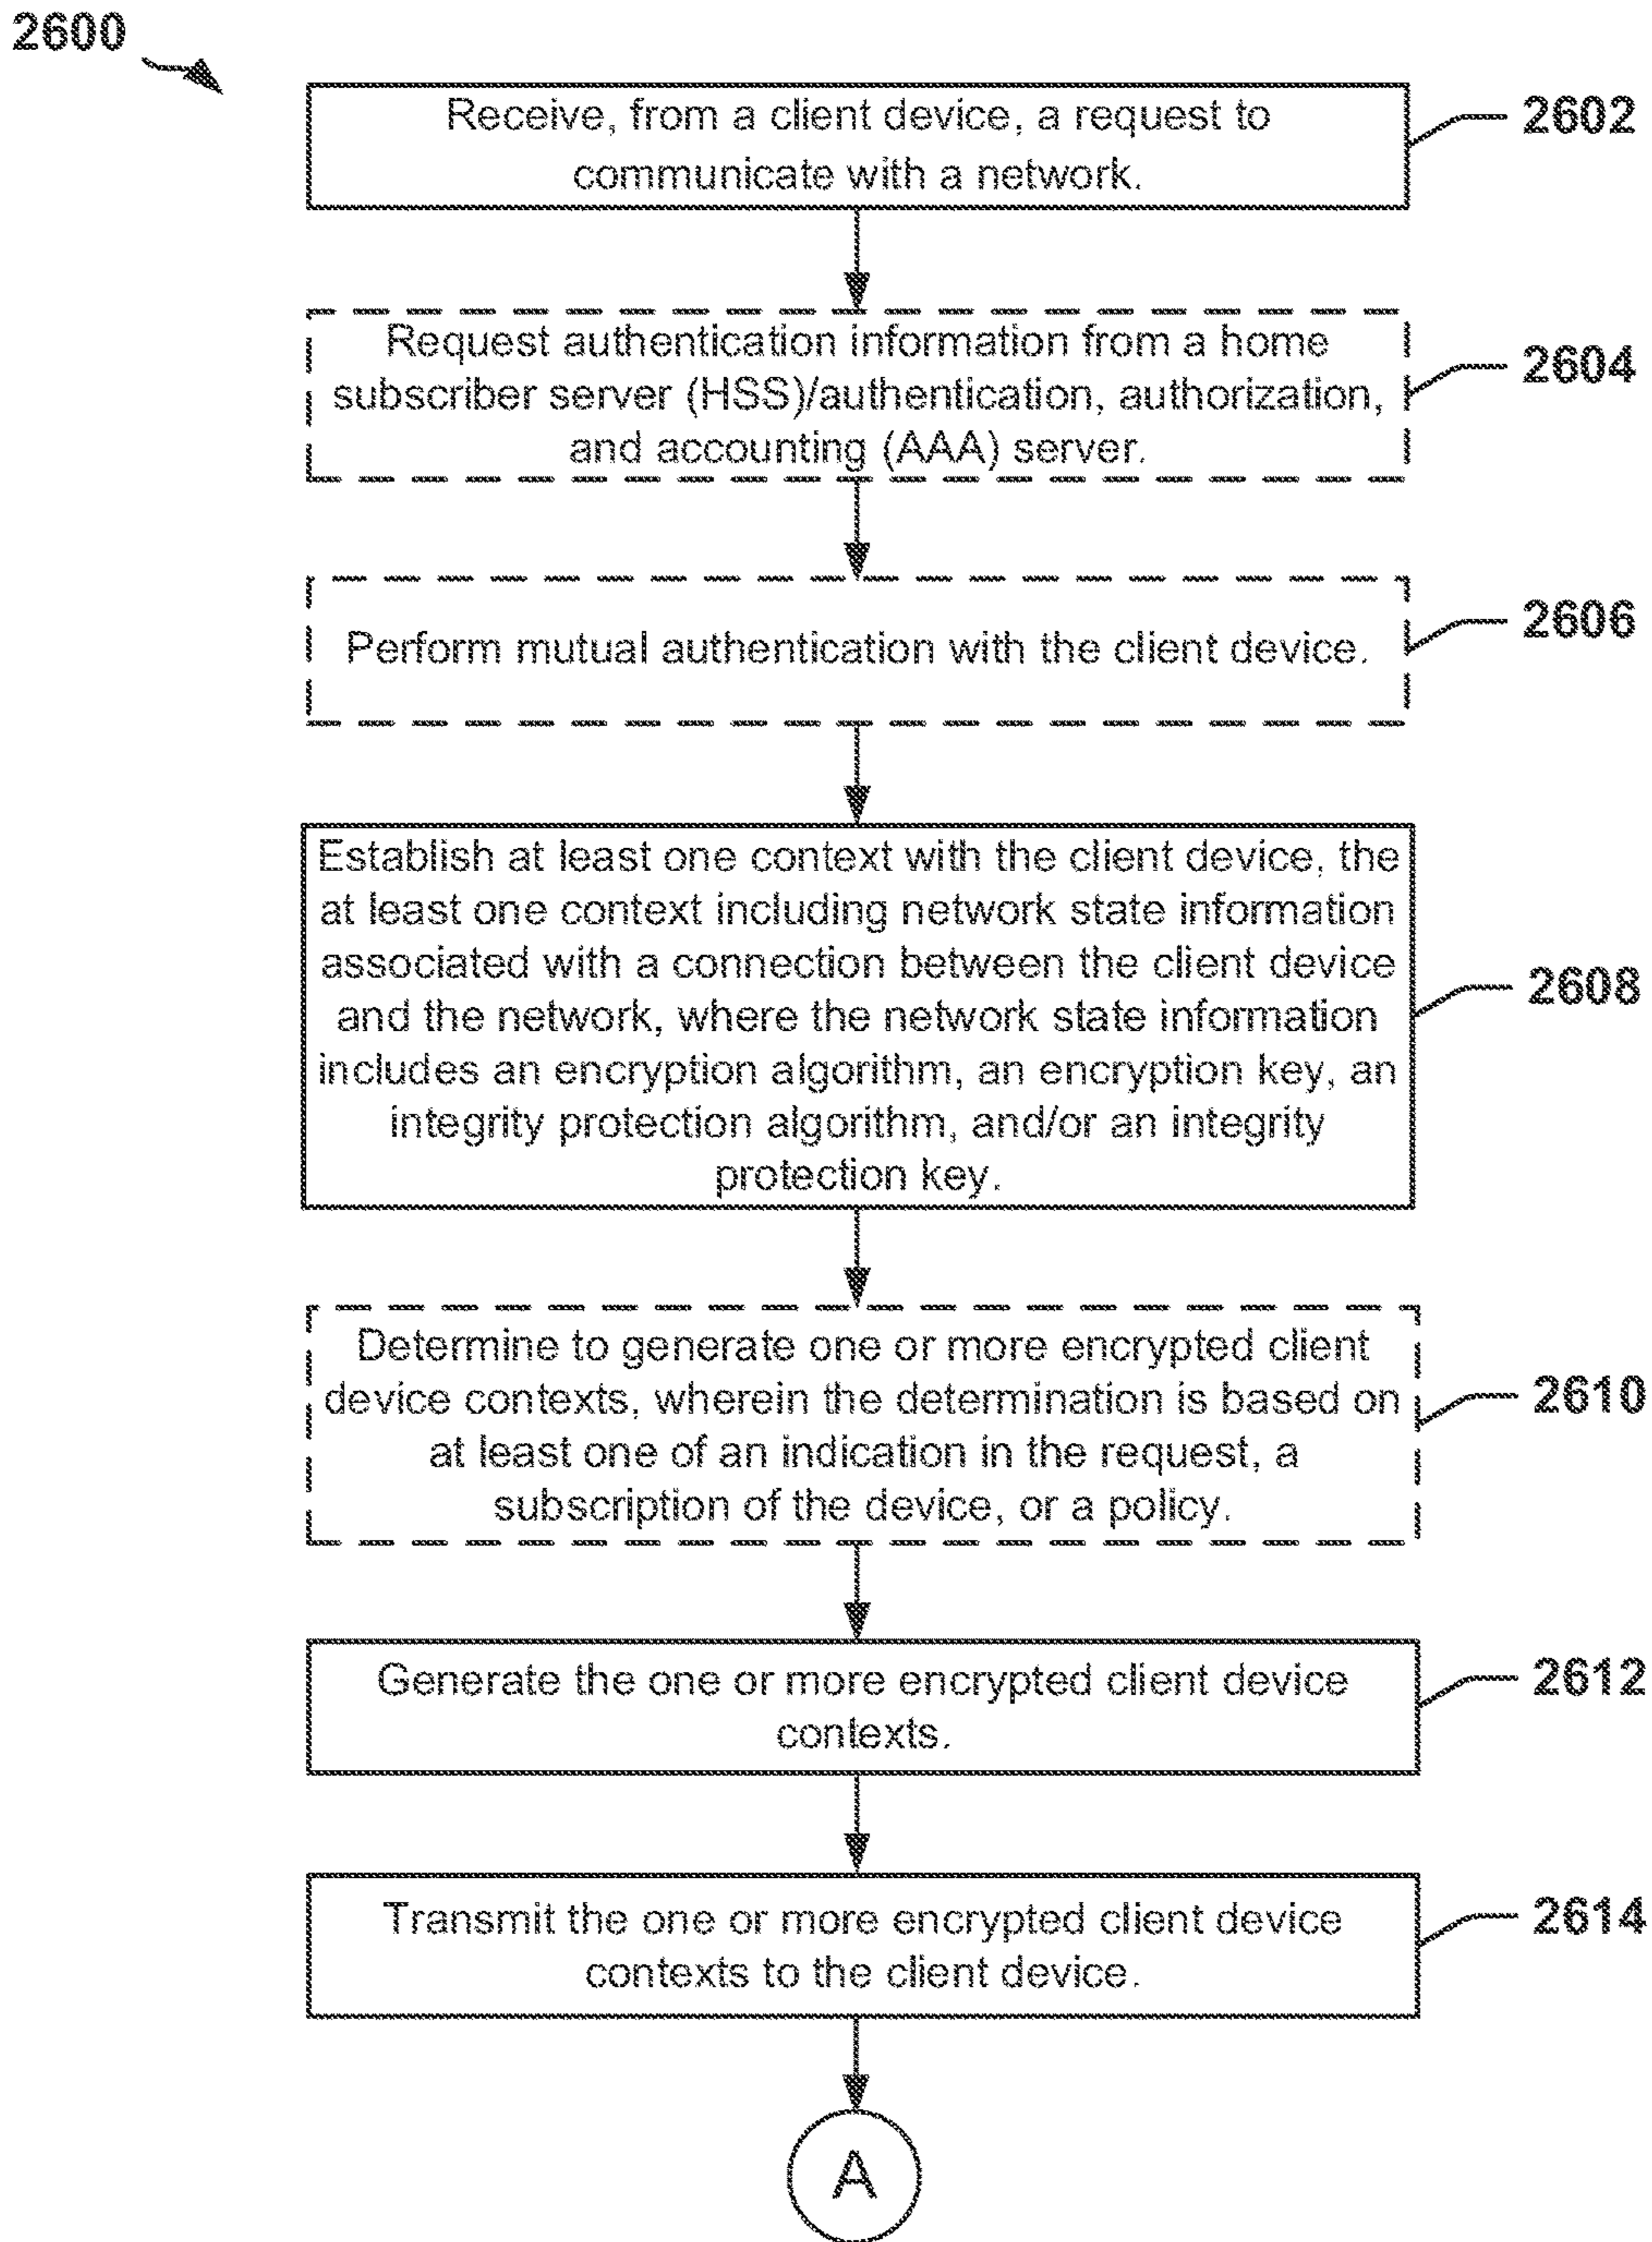 2600
Receive, from a client device, a request to
communicate with a network.
2602
Request authentication information from a home
subscriber server (HSS)/authentication, authorization,
and accounting (AAA) server.
2604
Perform mutual authentication with the client device.
2606
Establish at least one context with the client device, the
at least one context including network state information
associated with a connection between the client device
and the network, where the network state information
includes an encryption algorithm, an encryption key, an
integrity protection algorithm, and/or an integrity
protection key.
2608
Determine to generate one or more encrypted client
device contexts, wherein the determination is based on
at least one of an indication in the request, a
subscription of the device, or a policy.
2610
Generate the one or more encrypted client device
contexts.
2612
Transmit the one or more encrypted client device
contexts to the client device.
2614
A